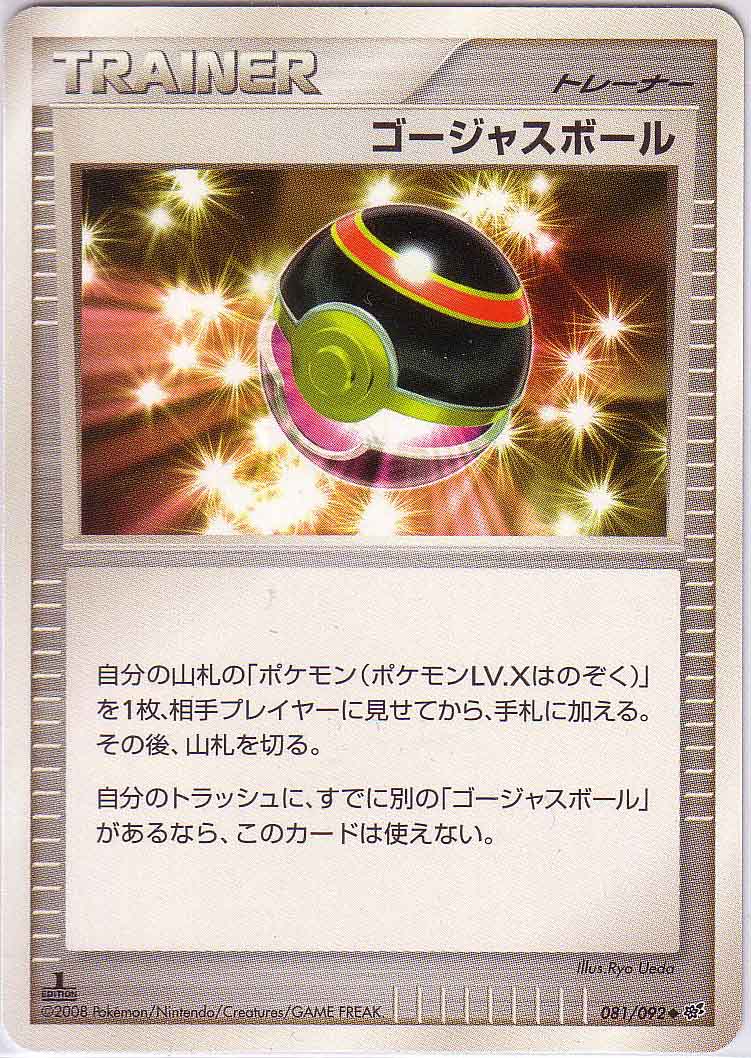 TRAINER
トレーナー
ゴージャスボール
自分の山札の「ポケモン(ポケモンLV.Xはのぞく)」
を1枚、相手プレイヤーに見せてから、手札に加える。
その後、山札を切る。
自分のトラッシュに、すでに別の「ゴージャスボール」
があるなら、このカードは使えない。
Illus.Ryo Ueda
1
EDITION
©2008 Pokémon/Nintendo/Creatures/GAME FREAK.
081/092◆